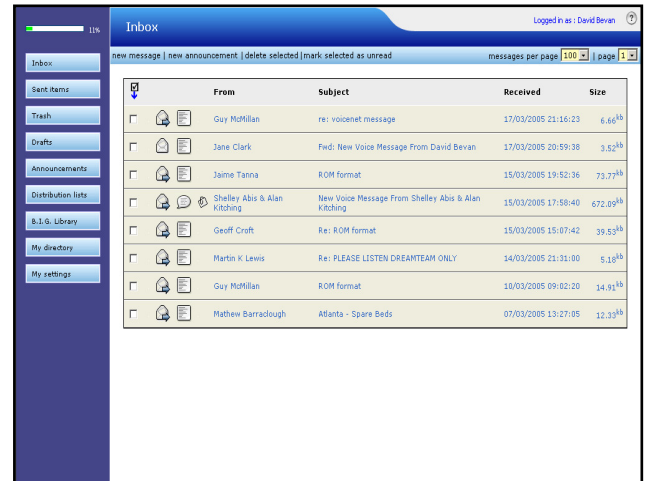 11%
Inbox
Logged in as : David Bevan
?
new message | new announcement | delete selected | mark selected as unread
messages per page 100 | page 1
Inbox
Sent items
Trash
Drafts
Announcements
Distribution lists
B.I.G. Library
My directory
My settings
From Subject Received Size
Guy McMillan re: voicenet message 17/03/2005 21:16:23 6.66kb
Jane Clark Fwd: New Voice Message From David Bevan 17/03/2005 20:59:38 3.52kb
Jaime Tanna ROM format 15/03/2005 19:52:36 73.77kb
Shelley Abis & Alan New Voice Message From Shelley Abis & Alan
Kitching Kitching 15/03/2005 17:58:40 672.09kb
Geoff Croft Re: ROM format 15/03/2005 15:07:42 39.53kb
Martin K Lewis Re: PLEASE LISTEN DREAMTEAM ONLY 14/03/2005 21:31:00 5.18kb
Guy McMillan ROM format 10/03/2005 09:02:20 14.91kb
Mathew Barraclough Atlanta - Spare Beds 07/03/2005 13:27:05 12.33kb